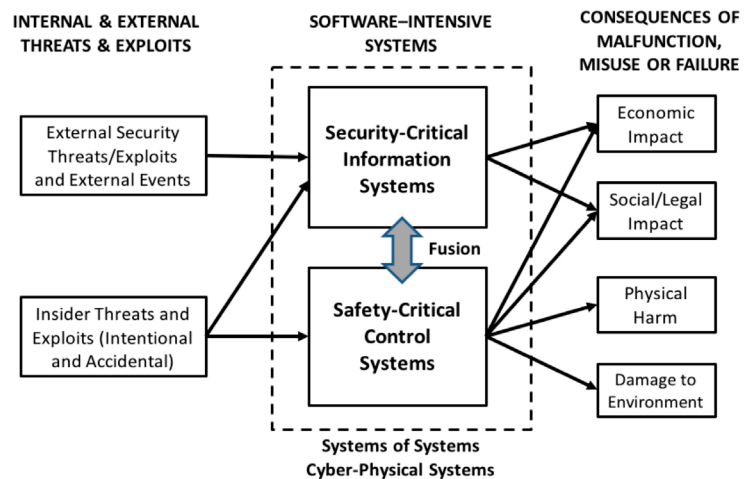 INTERNAL & EXTERNAL
THREATS & EXPLOITS
SOFTWARE–INTENSIVE
SYSTEMS
CONSEQUENCES OF
MALFUNCTION,
MISUSE OR FAILURE
External Security
Threats/Exploits
and External Events
Insider Threats and
Exploits (Intentional
and Accidental)
Security-Critical
Information
Systems
Fusion
Safety-Critical
Control
Systems
Economic
Impact
Social/Legal
Impact
Physical
Harm
Damage to
Environment
Systems of Systems
Cyber-Physical Systems